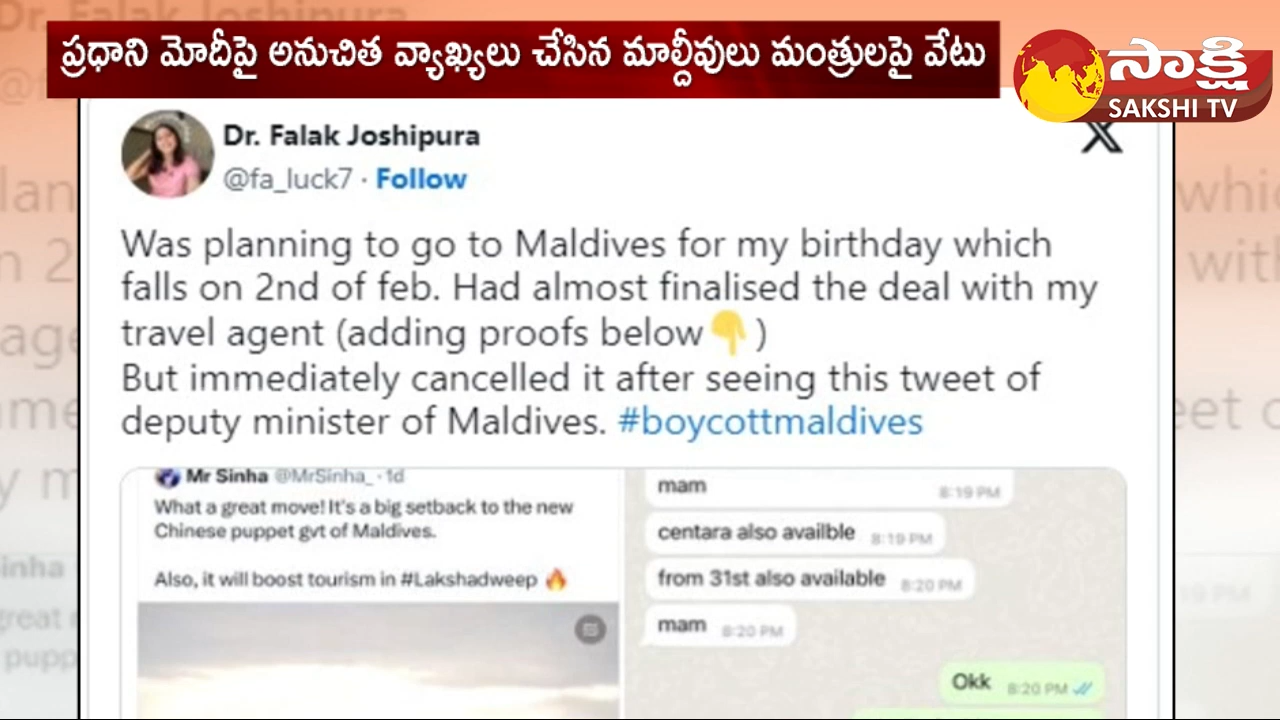 ప్రధాని మోదీపై అనుచిత వ్యాఖ్యలు చేసిన మాల్దీవులు మంత్రులపై వేటు
సాక్షి
SAKSHI TV
Dr. Falak Joshipura
@fa_luck7 · Follow
Was planning to go to Maldives for my birthday which
falls on 2nd of feb. Had almost finalised the deal with my
travel agent (adding proofs below👇)
But immediately cancelled it after seeing this tweet of
deputy minister of Maldives. #boycottmaldives
Mr Sinha @MrSinha_ · 1d
What a great move! It's a big setback to the new
Chinese puppet gvt of Maldives.
Also, it will boost tourism in #Lakshadweep 🔥
mam 8:19 PM
centara also availble 8:19 PM
from 31st also available 8:20 PM
mam 8:20 PM
Okk 8:20 PM